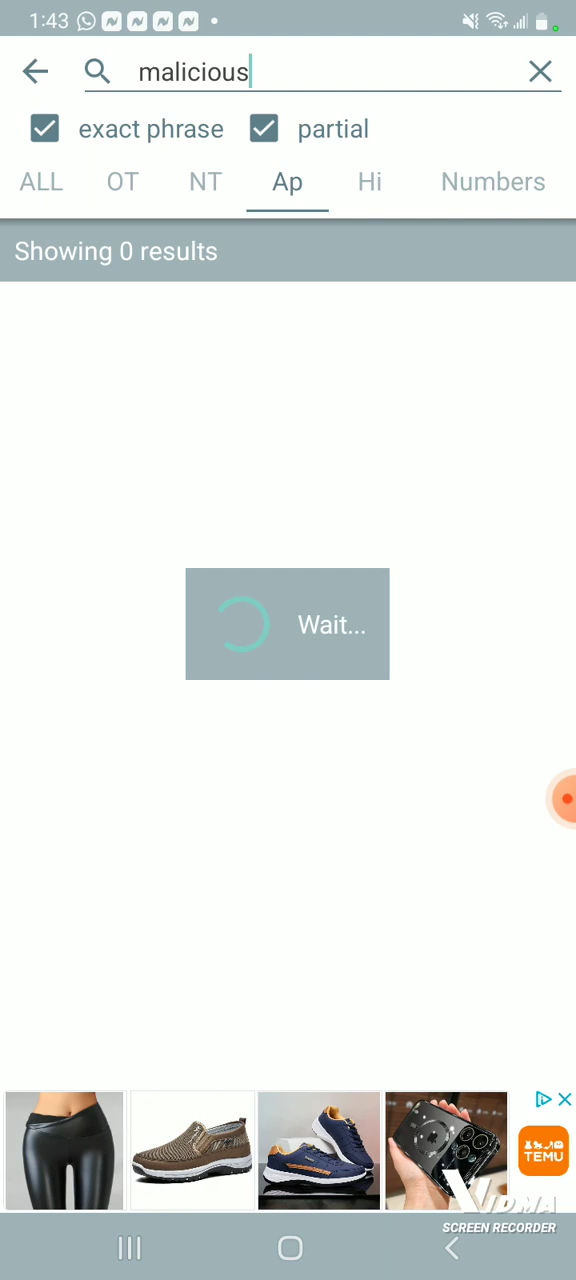 1:43
malicious
exact phrase partial
ALL OT NT Ap Hi Numbers
Showing 0 results
Wait...
TEMU
VIDMA
SCREEN RECORDER